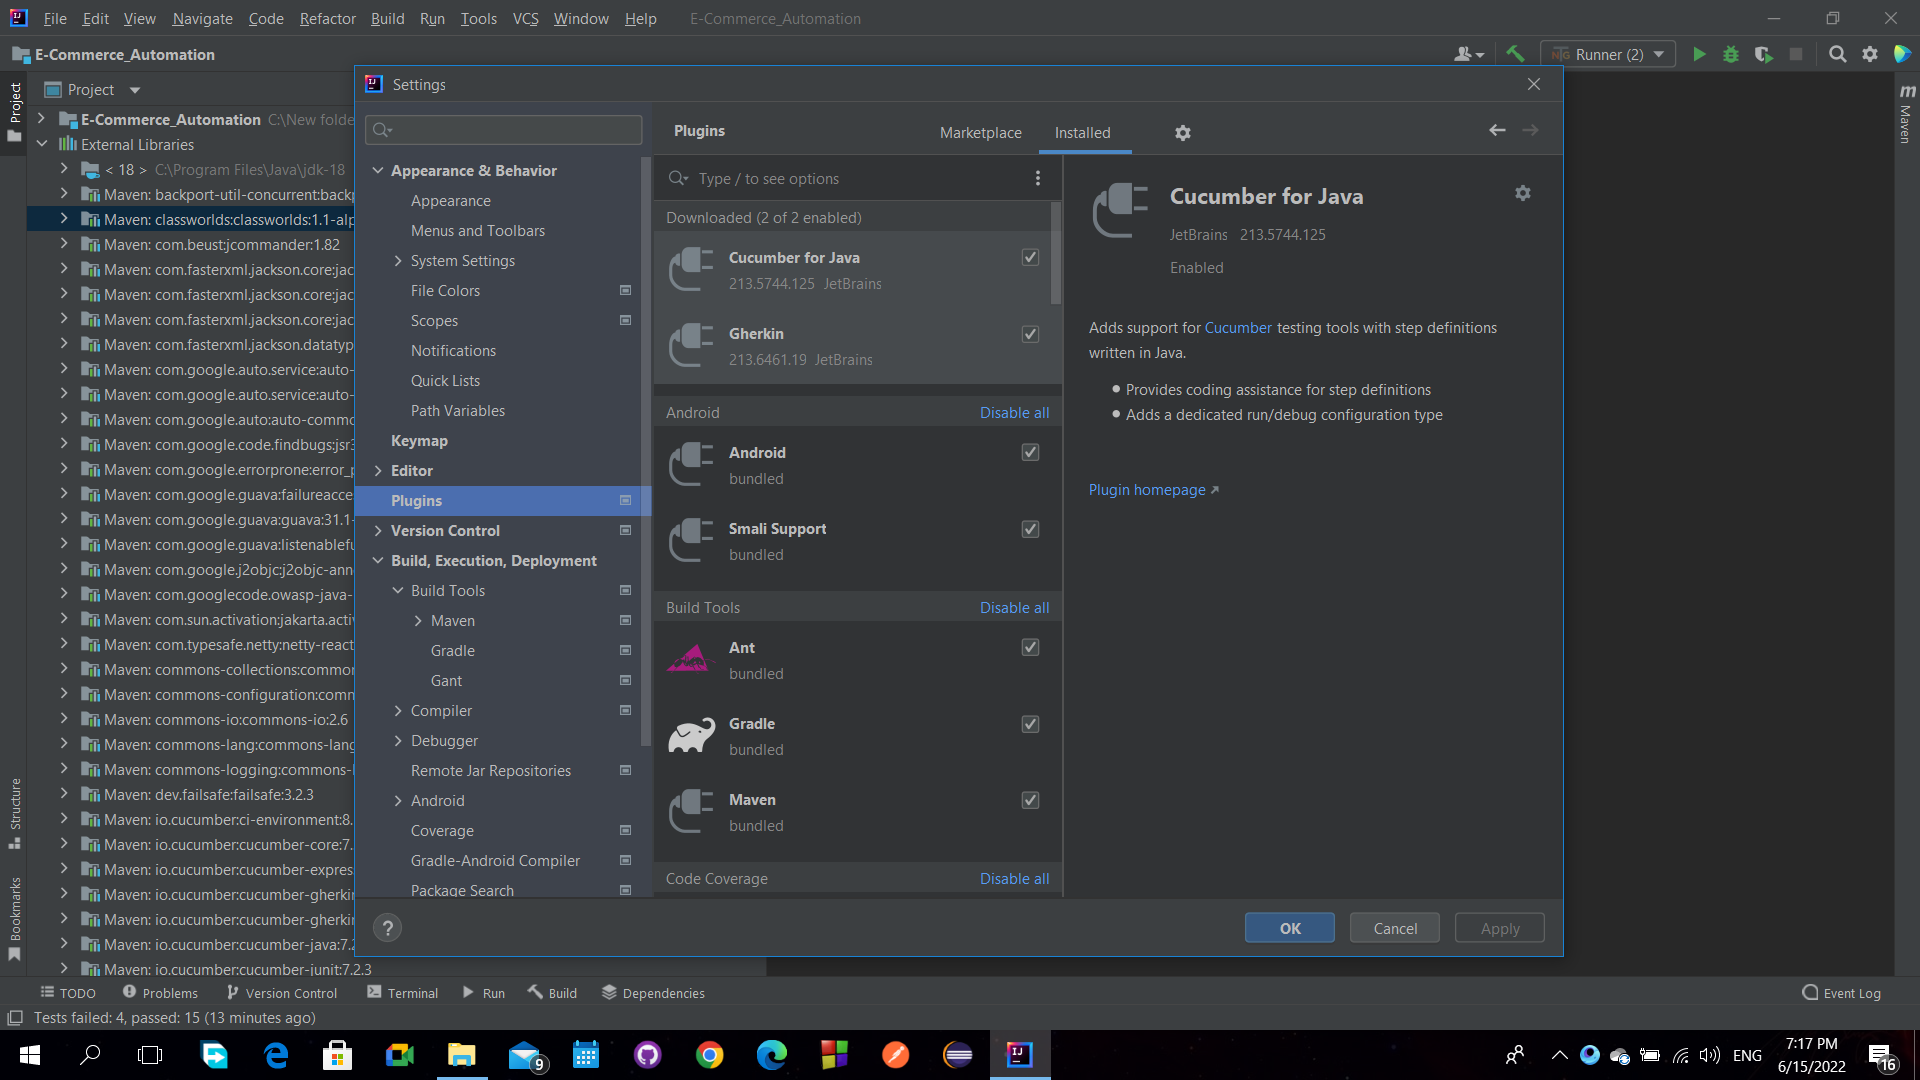 File Edit View Navigate Code Refactor Build Run Tools VCS Window Help E-Commerce_Automation
E-Commerce_Automation
Runner (2)
Project
Project
E-Commerce_Automation C:\New folde
External Libraries
< 18 > C:\Program Files\Java\jdk-18
Maven: backport-util-concurrent:backp
Maven: classworlds:classworlds:1.1-alp
Maven: com.beust:jcommander:1.82
Maven: com.fasterxml.jackson.core:jac
Maven: com.fasterxml.jackson.core:jac
Maven: com.fasterxml.jackson.core:jac
Maven: com.fasterxml.jackson.datatyp
Maven: com.google.auto.service:auto-
Maven: com.google.auto.service:auto-
Maven: com.google.auto:auto-commo
Maven: com.google.code.findbugs:jsr3
Maven: com.google.errorprone:error_p
Maven: com.google.guava:failureacce
Maven: com.google.guava:guava:31.1-
Maven: com.google.guava:listenablefu
Maven: com.google.j2objc:j2objc-anno
Maven: com.googlecode.owasp-java-
Maven: com.sun.activation:jakarta.activ
Maven: com.typesafe.netty:netty-react
Maven: commons-collections:common
Maven: commons-configuration:comm
Maven: commons-io:commons-io:2.6
Maven: commons-lang:commons-lang
Maven: commons-logging:commons-l
Maven: dev.failsafe:failsafe:3.2.3
Maven: io.cucumber:ci-environment:8.
Maven: io.cucumber:cucumber-core:7.
Maven: io.cucumber:cucumber-expres
Maven: io.cucumber:cucumber-gherkin
Maven: io.cucumber:cucumber-gherkin
Maven: io.cucumber:cucumber-java:7.2
Maven: io.cucumber:cucumber-junit:7.2.3
Structure
Bookmarks
Settings
Appearance & Behavior
Appearance
Menus and Toolbars
System Settings
File Colors
Scopes
Notifications
Quick Lists
Path Variables
Keymap
Editor
Plugins
Version Control
Build, Execution, Deployment
Build Tools
Maven
Gradle
Gant
Compiler
Debugger
Remote Jar Repositories
Android
Coverage
Gradle-Android Compiler
Package Search
Plugins
Marketplace
Installed
Type / to see options
Downloaded (2 of 2 enabled)
Cucumber for Java
213.5744.125 JetBrains
Gherkin
213.6461.19 JetBrains
Android Disable all
Android
bundled
Smali Support
bundled
Build Tools Disable all
Ant
bundled
Gradle
bundled
Maven
bundled
Code Coverage Disable all
Cucumber for Java
JetBrains 213.5744.125
Enabled
Adds support for Cucumber testing tools with step definitions
written in Java.
Provides coding assistance for step definitions
Adds a dedicated run/debug configuration type
Plugin homepage
?
OK
Cancel
Apply
m
Maven
TODO Problems Version Control Terminal Run Build Dependencies Event Log
Tests failed: 4, passed: 15 (13 minutes ago)
9
ENG
7:17 PM
6/15/2022
16